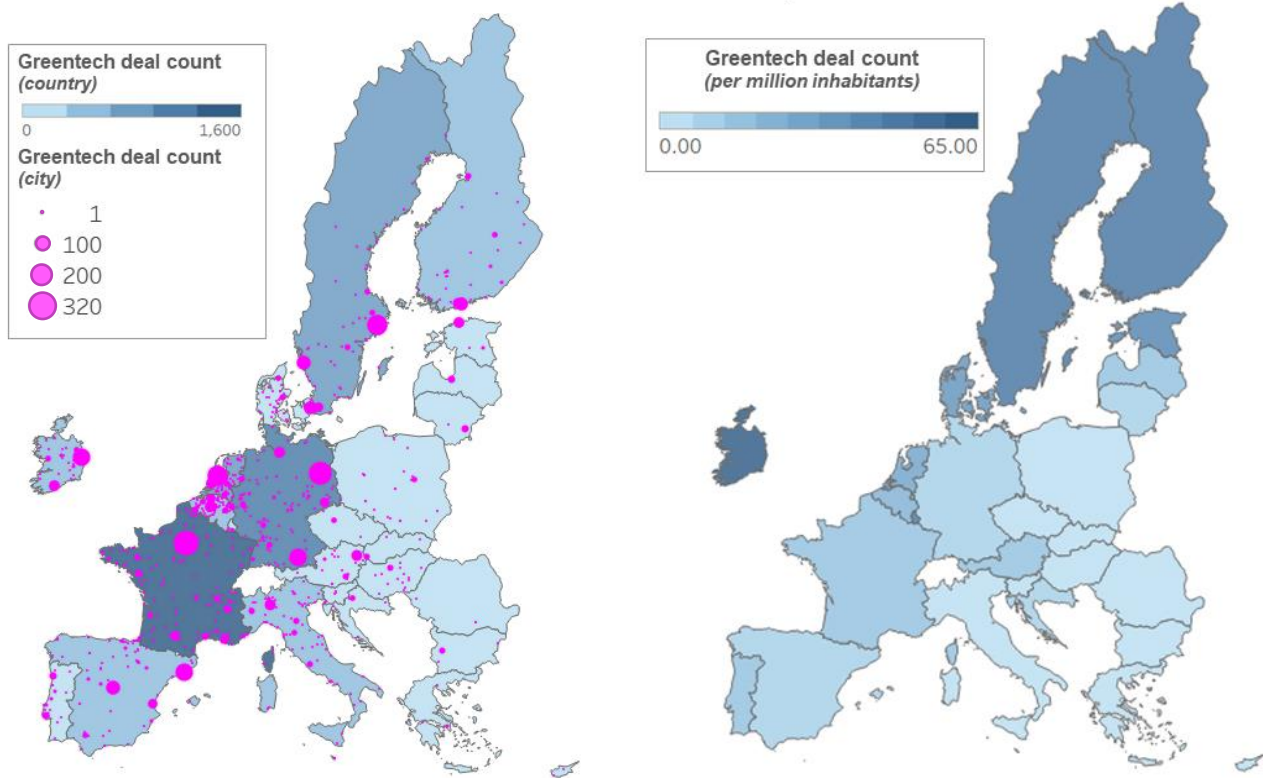 Greentech deal count
(country)
0 1,600
Greentech deal count
(city)
1
100
200
320
Greentech deal count
(per million inhabitants)
0.00 65.00